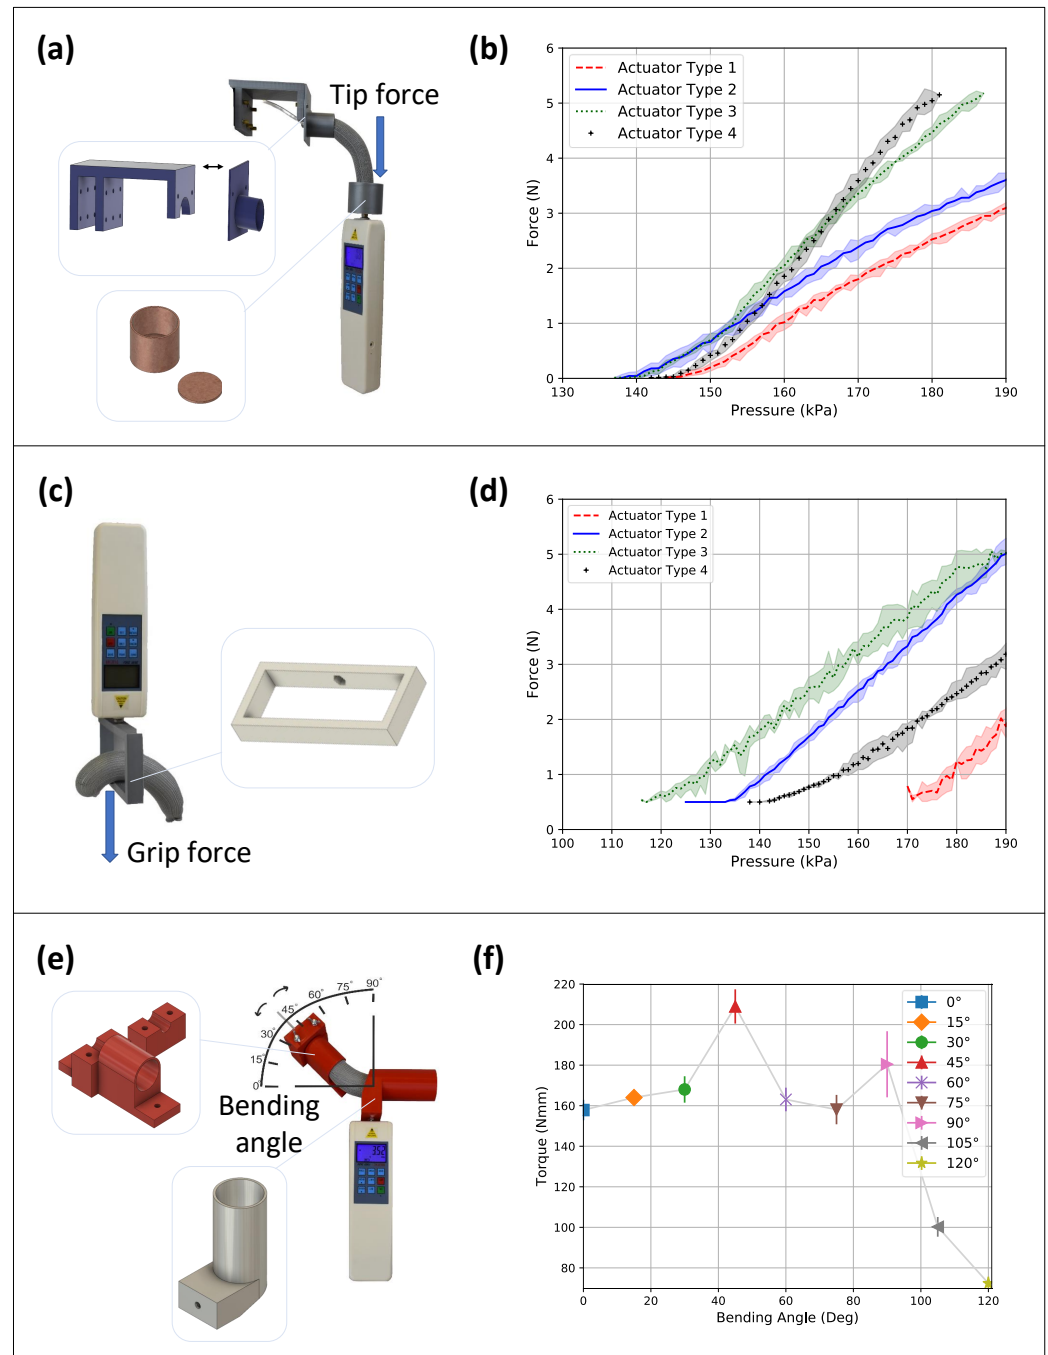 (a)
Tip force
(b)
6
5
4
3
2
1
0
Force (N)
Actuator Type 1
Actuator Type 2
Actuator Type 3
Actuator Type 4
130 140 150 160 170 180 190
Pressure (kPa)
(c)
Grip force
(d)
6
5
4
3
2
1
0
Force (N)
Actuator Type 1
Actuator Type 2
Actuator Type 3
Actuator Type 4
100 110 120 130 140 150 160 170 180 190
Pressure (kPa)
(e)
0°
15°
30°
45°
60°
75°
90°
Bending
angle
352
(f)
220
200
180
160
140
120
100
80
Torque (Nmm)
0°
15°
30°
45°
60°
75°
90°
105°
120°
0 20 40 60 80 100 120
Bending Angle (Deg)